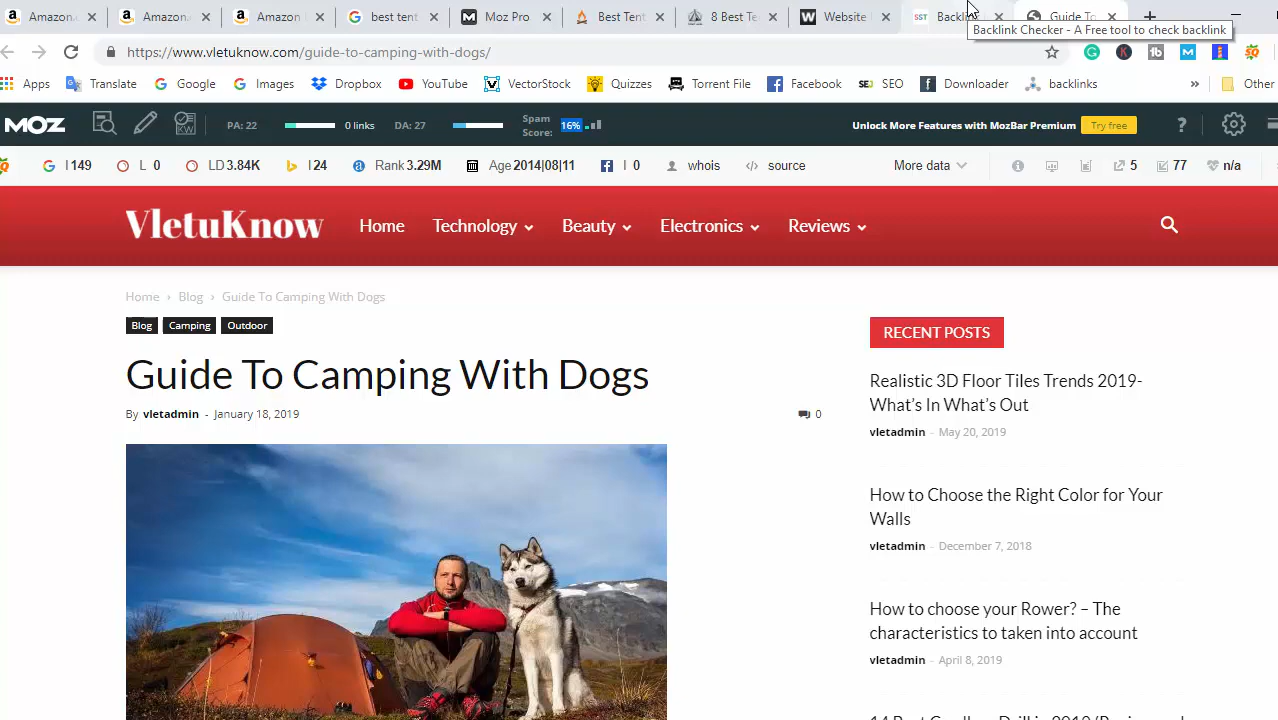 Amazon.c
Amazon.
Amazon
best tent
Moz Pro
Best Tent
8 Best Te
Website
Backli
Guide To
Backlink Checker - A Free tool to check backlink
https://www.vletuknow.com/guide-to-camping-with-dogs/
Apps Translate Google Images Dropbox YouTube VectorStock Quizzes Torrent File Facebook SEJ SEO Downloader backlinks » Other
MOZ PA: 22 0 links DA: 27 Spam Score: 16% Unlock More Features with MozBar Premium Try free ?
I 149 L 0 LD 3.84K I 24 Rank 3.29M Age 2014|08|11 I 0 whois source More data 5 77 n/a
VletuKnow Home Technology Beauty Electronics Reviews
Home › Blog › Guide To Camping With Dogs
Blog Camping Outdoor
Guide To Camping With Dogs
By vletadmin - January 18, 2019 0
RECENT POSTS
Realistic 3D Floor Tiles Trends 2019-
What's In What's Out
vletadmin - May 20, 2019
How to Choose the Right Color for Your
Walls
vletadmin - December 7, 2018
How to choose your Rower? – The
characteristics to taken into account
vletadmin - April 8, 2019